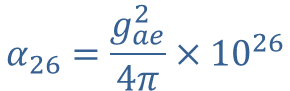 α₂₆ = g²ₐₑ / 4π × 10²⁶